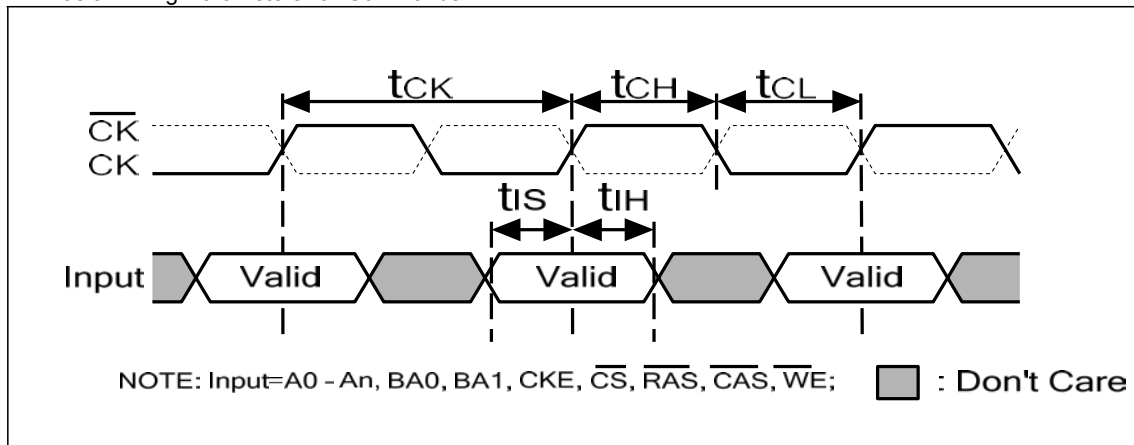 tCK tCH tCL
CK
CK
tIS tIH
Input Valid Valid Valid
NOTE: Input=A0 - An, BA0, BA1, CKE, CS, RAS, CAS, WE; : Don't Care